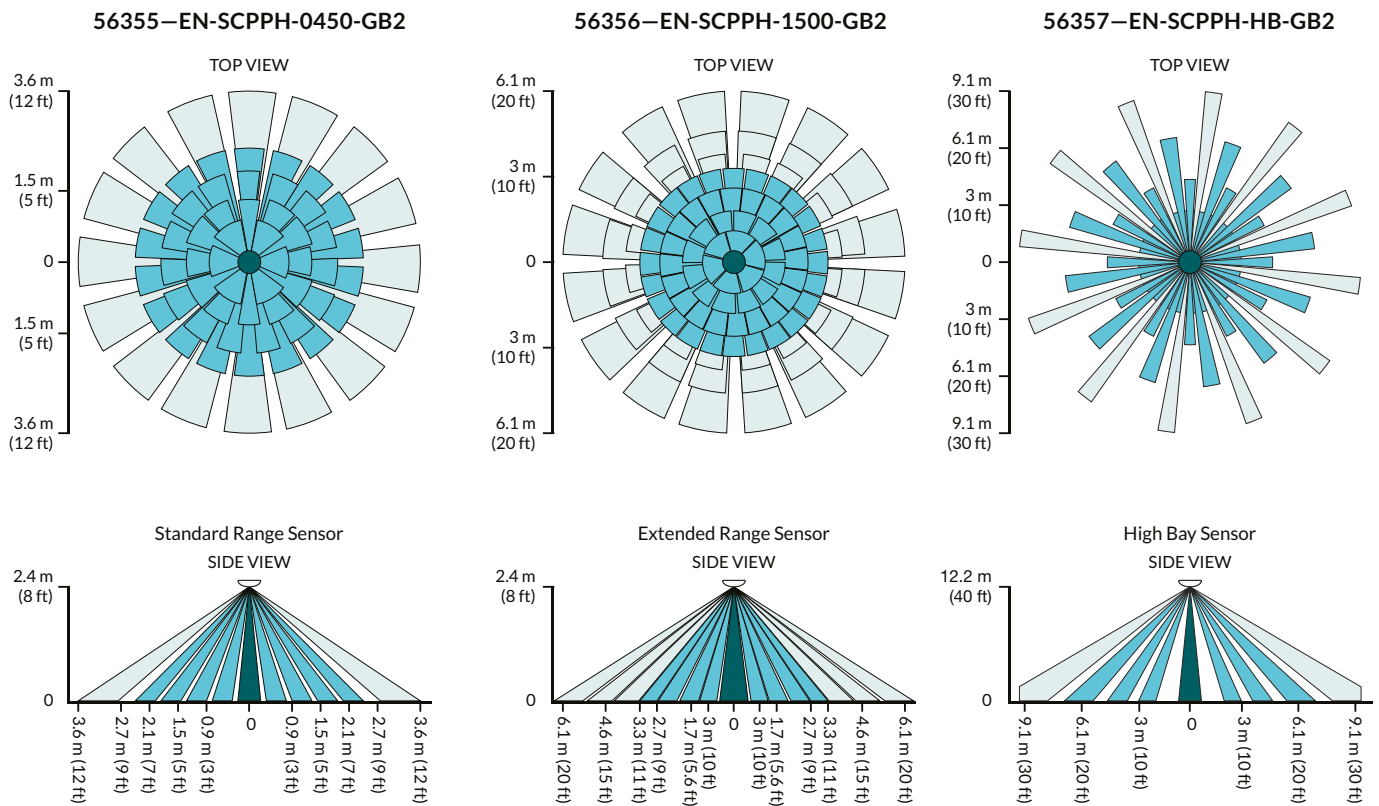 56355—EN-SCPPH-0450-GB2
TOP VIEW
3.6 m
(12 ft)
1.5 m
(5 ft)
0
1.5 m
(5 ft)
3.6 m
(12 ft)
Standard Range Sensor
SIDE VIEW
2.4 m
(8 ft)
0
3.6 m (12 ft)
2.7 m (9 ft)
2.1 m (7 ft)
1.5 m (5 ft)
0.9 m (3 ft)
0
0.9 m (3 ft)
1.5 m (5 ft)
2.1 m (7 ft)
2.7 m (9 ft)
3.6 m (12 ft)
56356—EN-SCPPH-1500-GB2
TOP VIEW
6.1 m
(20 ft)
3 m
(10 ft)
0
3 m
(10 ft)
6.1 m
(20 ft)
Extended Range Sensor
SIDE VIEW
2.4 m
(8 ft)
0
6.1 m (20 ft)
4.6 m (15 ft)
3.3 m (11 ft)
2.7 m (9 ft)
1.7 m (5.6 ft)
3 m (10 ft)
0
3 m (10 ft)
1.7 m (5.6 ft)
2.7 m (9 ft)
3.3 m (11 ft)
4.6 m (15 ft)
6.1 m (20 ft)
56357—EN-SCPPH-HB-GB2
TOP VIEW
9.1 m
(30 ft)
6.1 m
(20 ft)
3 m
(10 ft)
0
3 m
(10 ft)
6.1 m
(20 ft)
9.1 m
(30 ft)
High Bay Sensor
SIDE VIEW
12.2 m
(40 ft)
0
9.1 m (30 ft)
6.1 m (20 ft)
3 m (10 ft)
0
3 m (10 ft)
6.1 m (20 ft)
9.1 m (30 ft)